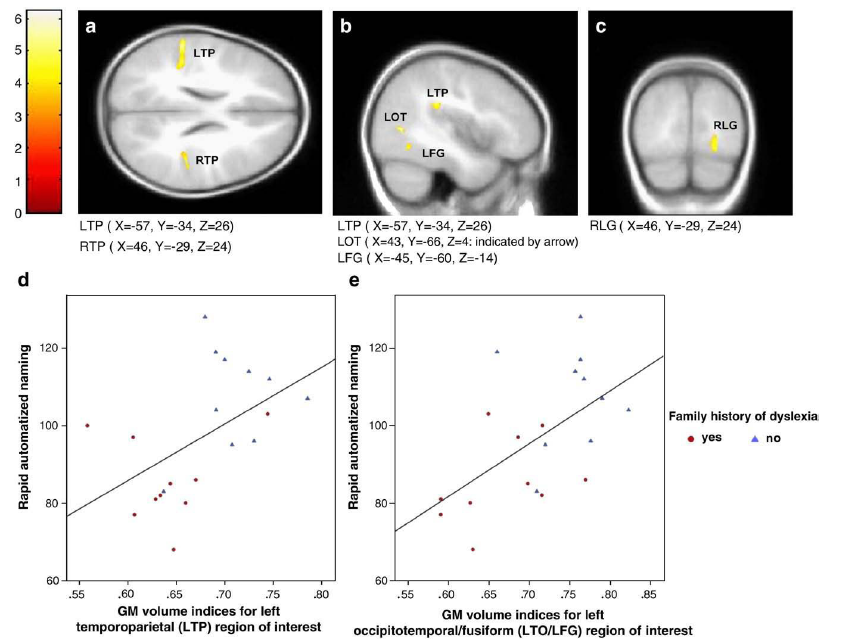 6
5
4
3
2
1
0
a
LTP
RTP
b
LTP
LOT
LFG
c
RLG
LTP ( X=-57, Y=-34, Z=26)
RTP ( X=46, Y=-29, Z=24)
LTP ( X=-57, Y=-34, Z=26)
LOT ( X=43, Y=-66, Z=4: indicated by arrow)
LFG ( X=-45, Y=-60, Z=-14)
RLG ( X=46, Y=-29, Z=24)
d
Rapid automatized naming
120
100
80
60
.55 .60 .65 .70 .75 .80
GM volume indices for left
temporoparietal (LTP) region of interest
e
Rapid automatized naming
120
100
80
60
.55 .60 .65 .70 .75 .80 .85
GM volume indices for left
occipitotemporal/fusiform (LTO/LFG) region of interest
Family history of dyslexia
yes no